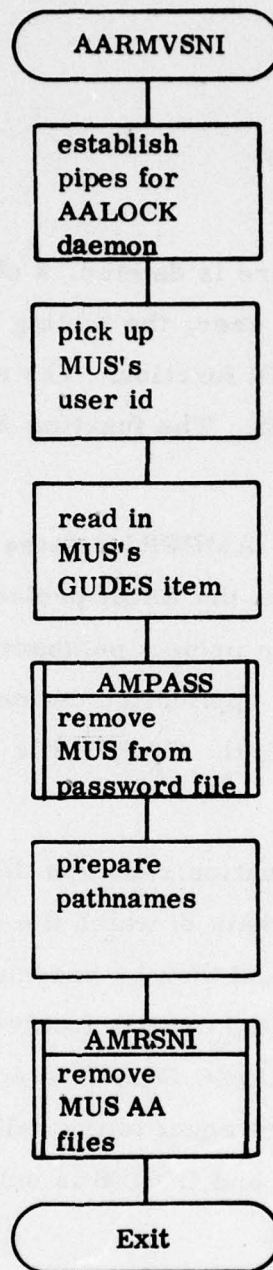 AARMVSNI
establish
pipes for
AALOCK
daemon
pick up
MUS's
user id
read in
MUS's
GUDES item
AMPASS
remove
MUS from
password file
prepare
pathnames
AMRSNI
remove
MUS AA
files
Exit